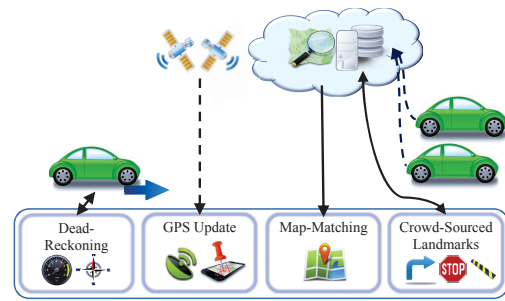 Dead-
Reckoning
GPS Update
Map-Matching
Crowd-Sourced
Landmarks
N
W
E
S
STOP